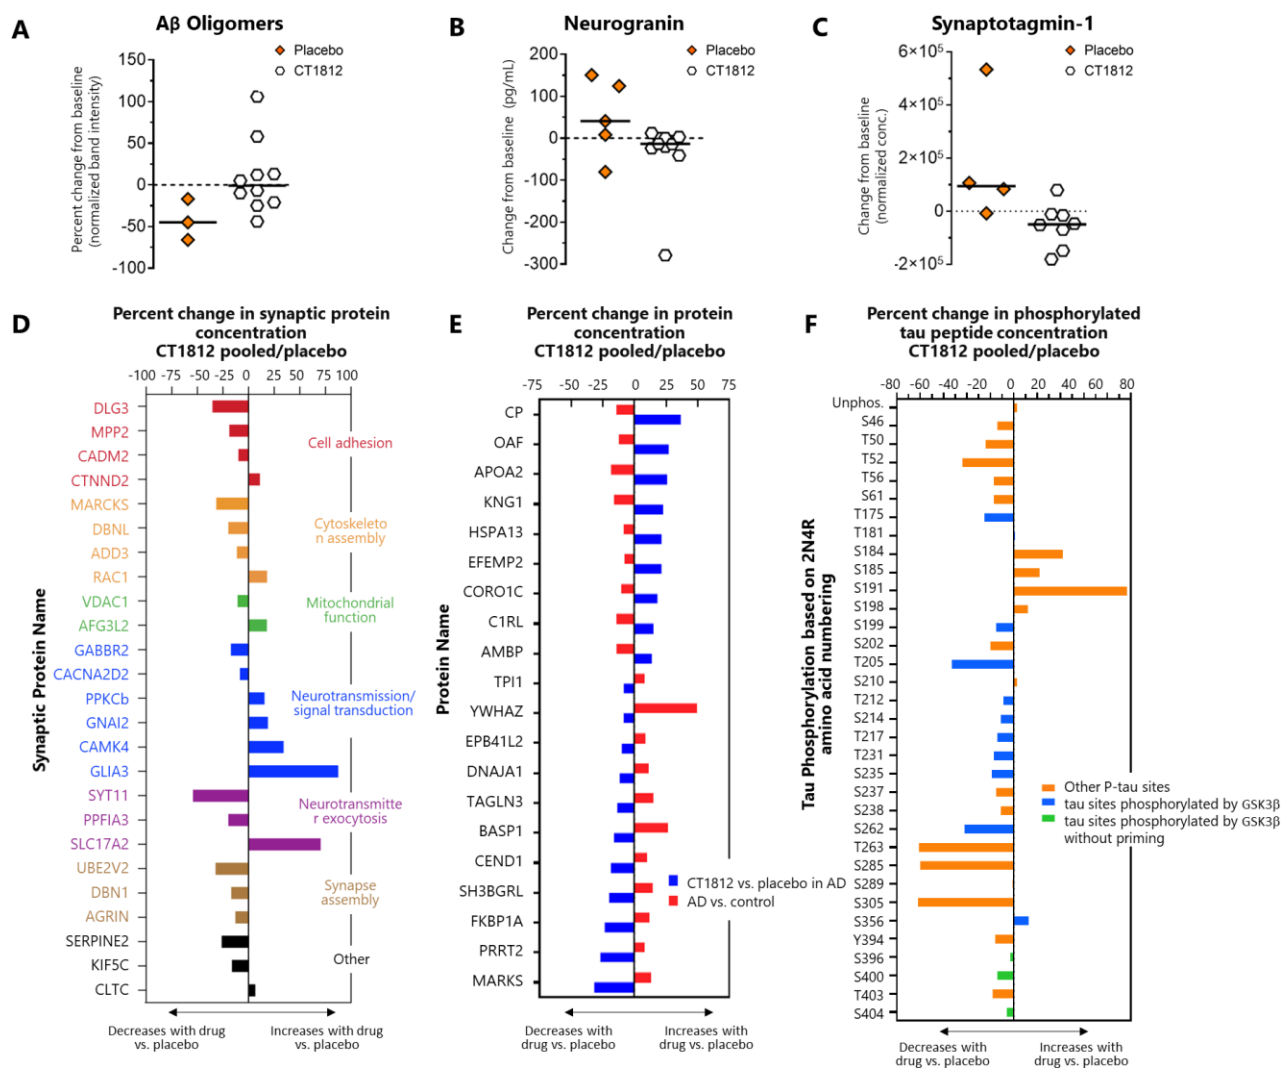 A
Aβ Oligomers
Placebo
CT1812
Percent change from baseline
(normalized band intensity)
150
100
50
0
-50
-100
B
Neurogranin
Placebo
CT1812
Change from baseline (pg/mL)
200
100
0
-100
-200
-300
C
Synaptotagmin-1
Placebo
CT1812
Change from baseline
(normalized conc.)
6×10⁵
4×10⁵
2×10⁵
0
-2×10⁵
D
Percent change in synaptic protein
concentration
CT1812 pooled/placebo
-100 -75 -50 -25 0 25 50 75 100
Synaptic Protein Name
DLG3
MPP2
CADM2
CTNND2
Cell adhesion
MARCKS
DBNL
ADD3
RAC1
Cytoskeleto
n assembly
VDAC1
AFG3L2
Mitochondrial
function
GABBR2
CACNA2D2
PPKCb
GNAI2
CAMK4
GLIA3
Neurotransmission/
signal transduction
SYT11
PPFIA3
SLC17A2
Neurotransmitte
r exocytosis
UBE2V2
DBN1
AGRIN
Synapse
assembly
SERPINE2
KIF5C
CLTC
Other
Decreases with drug
vs. placebo
Increases with drug
vs. placebo
E
Percent change in protein
concentration
CT1812 pooled/placebo
-75 -50 -25 0 25 50 75
Protein Name
CP
OAF
APOA2
KNG1
HSPA13
EFEMP2
CORO1C
C1RL
AMBP
TPI1
YWHAZ
EPB41L2
DNAJA1
TAGLN3
BASP1
CEND1
SH3BGRL
FKBP1A
PRRT2
MARKS
CT1812 vs. placebo in AD
AD vs. control
Decreases with
drug vs. placebo
Increases with
drug vs. placebo
F
Percent change in phosphorylated
tau peptide concentration
CT1812 pooled/placebo
-80 -60 -40 -20 0 20 40 60 80
Tau Phosphorylation based on 2N4R
amino acid numbering
Unphos.
S46
T50
T52
T56
S61
T175
T181
S184
S185
S191
S198
S199
S202
T205
S210
T212
S214
T217
T231
S235
S237
S238
S262
T263
S285
S289
S305
S356
Y394
S396
S400
T403
S404
Other P-tau sites
tau sites phosphorylated by GSK3β
tau sites phosphorylated by GSK3β
without priming
Decreases with
drug vs. placebo
Increases with
drug vs. placebo